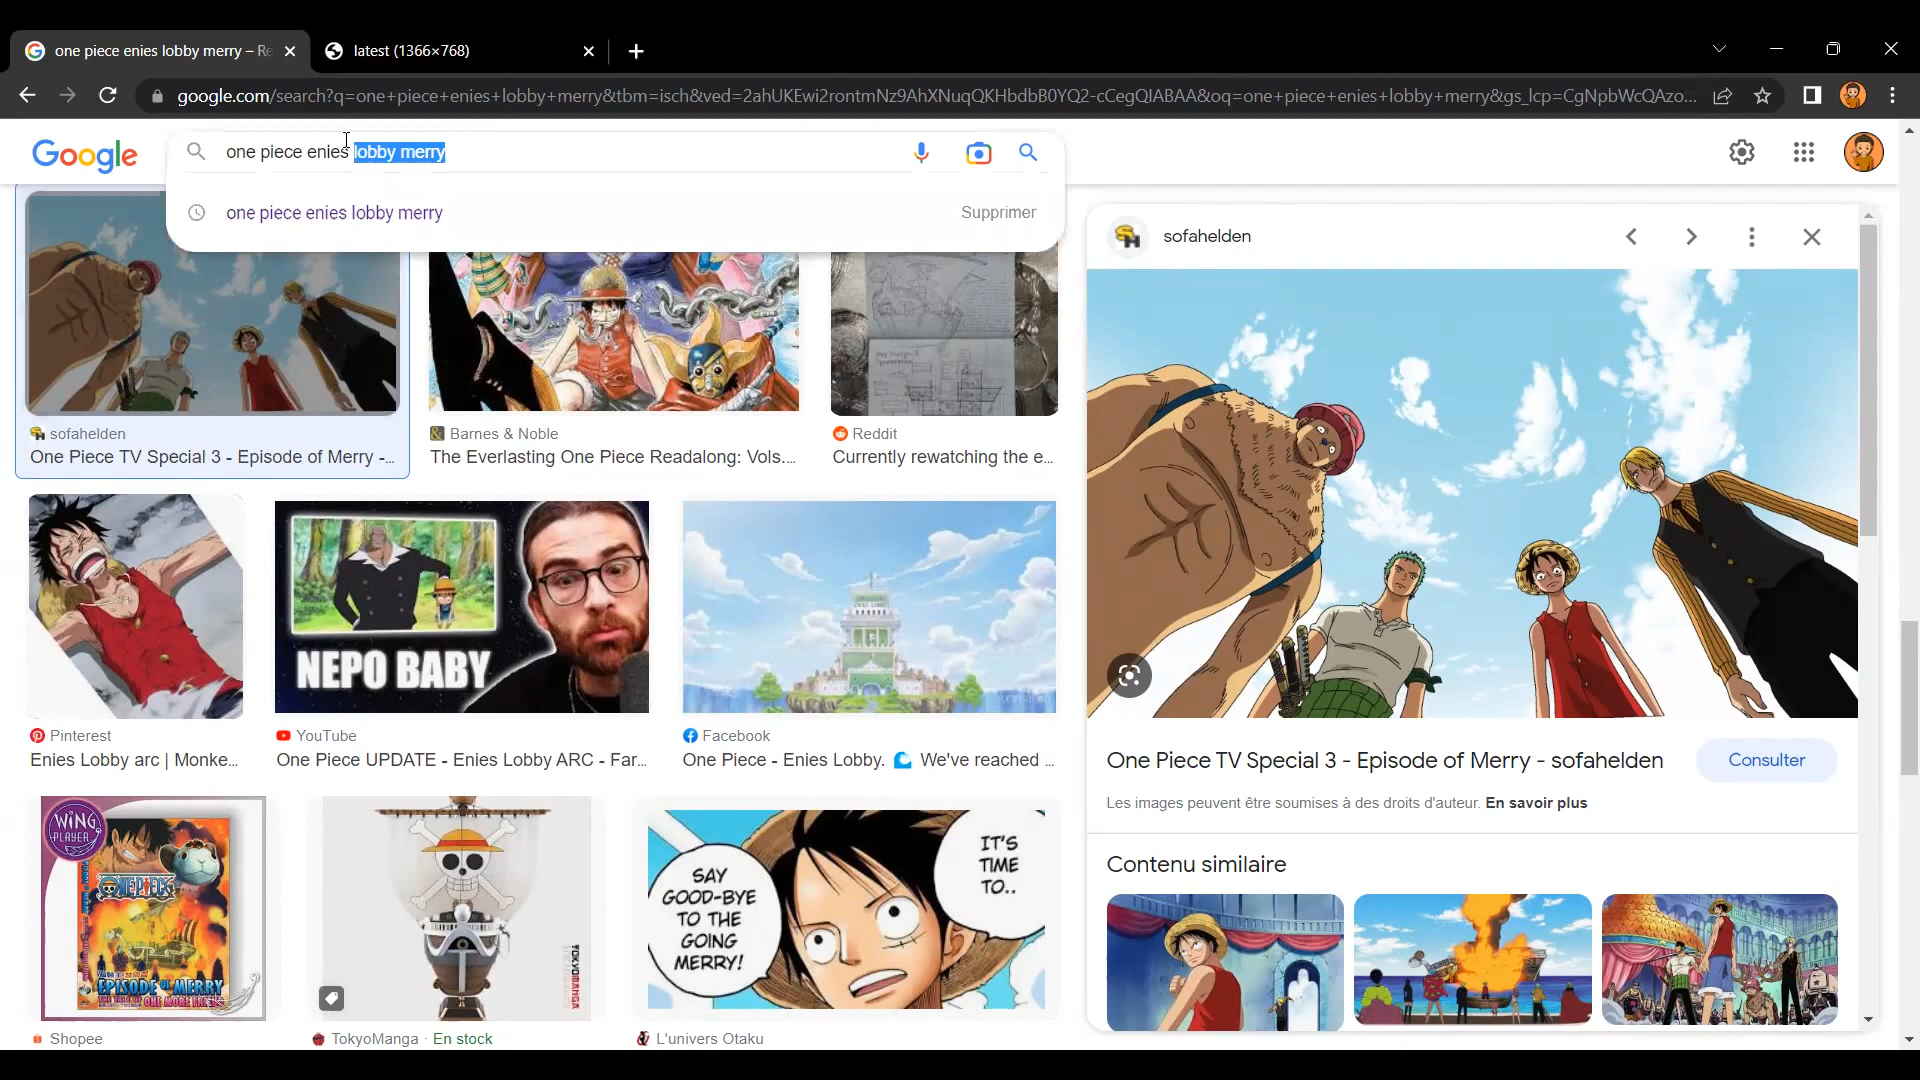 one piece enies lobby merry – Re
latest (1366×768)
google.com/search?q=one+piece+enies+lobby+merry&tbm=isch&ved=2ahUKEwi2rontmNz9AhXNuqQKHbdbB0YQ2-cCegQIABAA&oq=one+piece+enies+lobby+merry&gs_lcp=CgNpbWcQAzo...
Google
one piece enies lobby merry
one piece enies lobby merry
Supprimer
sofahelden
One Piece TV Special 3 - Episode of Merry -...
Barnes & Noble
The Everlasting One Piece Readalong: Vols....
Reddit
Currently rewatching the e...
NEPO BABY
Pinterest
Enies Lobby arc | Monke...
YouTube
One Piece UPDATE - Enies Lobby ARC - Far...
Facebook
One Piece - Enies Lobby. 🌊 We've reached ...
WiNG
PLAYER
ONE PIECE
EPISODE OF MERRY
Shopee
TOKYOMANGA
TokyoManga · En stock
SAY
GOOD-BYE
TO THE
GOING
MERRY!
IT'S
TIME
TO..
L'univers Otaku
SH
sofahelden
One Piece TV Special 3 - Episode of Merry - sofahelden
Consulter
Les images peuvent être soumises à des droits d'auteur. En savoir plus
Contenu similaire